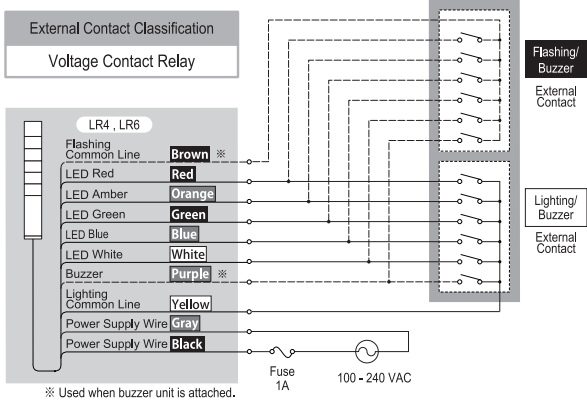 External Contact Classification
Voltage Contact Relay
LR4 , LR6
Flashing
Common Line Brown ※
LED Red Red
LED Amber Orange
LED Green Green
LED Blue Blue
LED White White
Buzzer Purple ※
Lighting
Common Line Yellow
Power Supply Wire Gray
Power Supply Wire Black
Fuse
1A
100 - 240 VAC
※ Used when buzzer unit is attached.
Flashing/
Buzzer
External
Contact
Lighting/
Buzzer
External
Contact